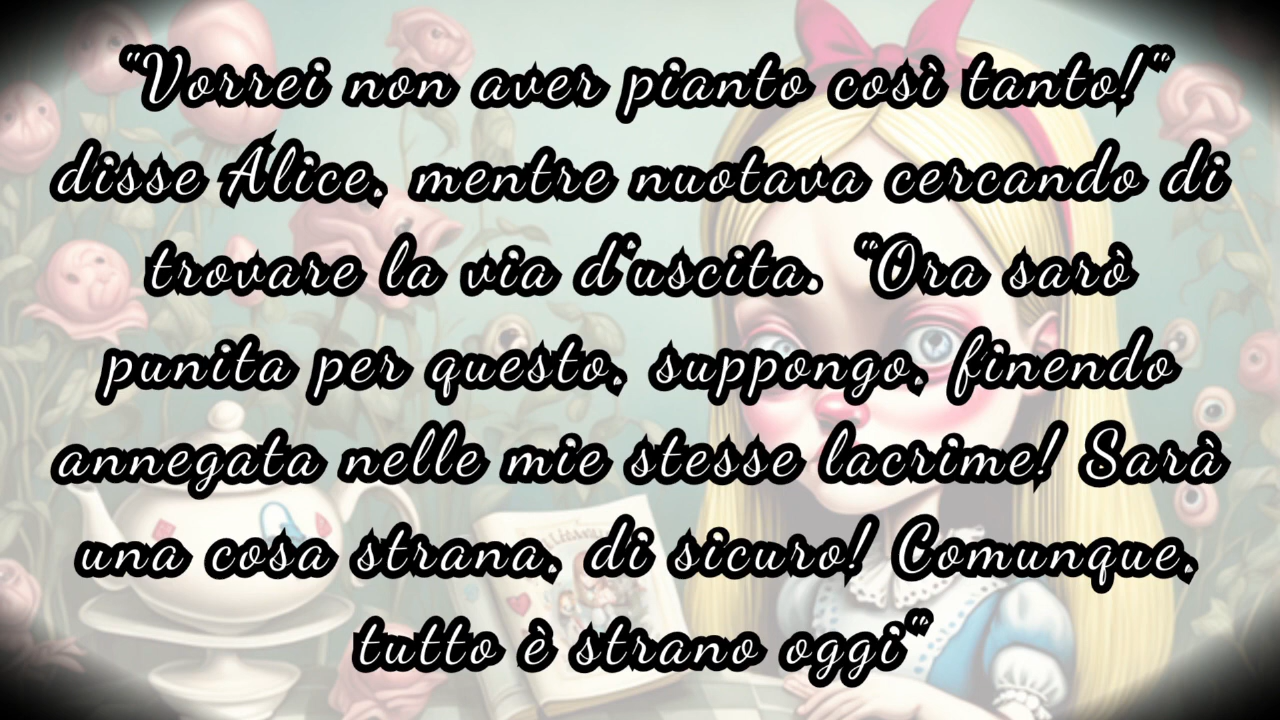 “Vorrei non aver pianto così tanto!“
disse Alice, mentre nuotava cercando di
trovare la via d'uscita. “Ora sarò
punita per questo, suppongo, finendo
annegata nelle mie stesse lacrime! Sarà
una cosa strana, di sicuro! Comunque,
tutto è strano oggi“